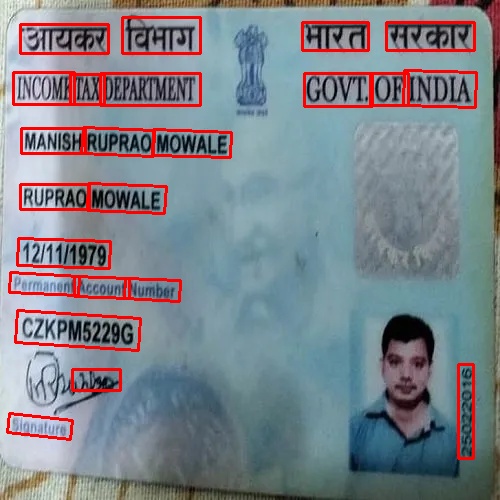 आयकर विभाग भारत सरकार
INCOME TAX DEPARTMENT GOVT. OF INDIA
MANISH RUPRAO MOWALE
RUPRAO MOWALE
12/11/1979
Permanent Account Number
CZKPM5229G
Signature
25022016